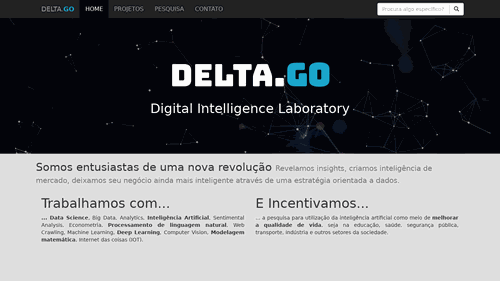 DELTA.GO HOME PROJETOS PESQUISA CONTATO Procura algo específico?
DELTA.GO
Digital Intelligence Laboratory
Somos entusiastas de uma nova revolução Revelamos insights, criamos inteligência de
mercado, deixamos seu negócio ainda mais inteligente através de uma estratégia orientada a dados.
Trabalhamos com...
... Data Science, Big Data, Analytics, Inteligência Artificial, Sentimental
Analysis, Econometria, Processamento de linguagem natural, Web
Crawling, Machine Learning, Deep Learning, Computer Vision, Modelagem
matemática, Internet das coisas (IOT).
E Incentivamos...
... a pesquisa para utilização da inteligência artificial como meio de melhorar
a qualidade de vida, seja na educação, saúde, segurança pública,
transporte, indústria e outros setores da sociedade.